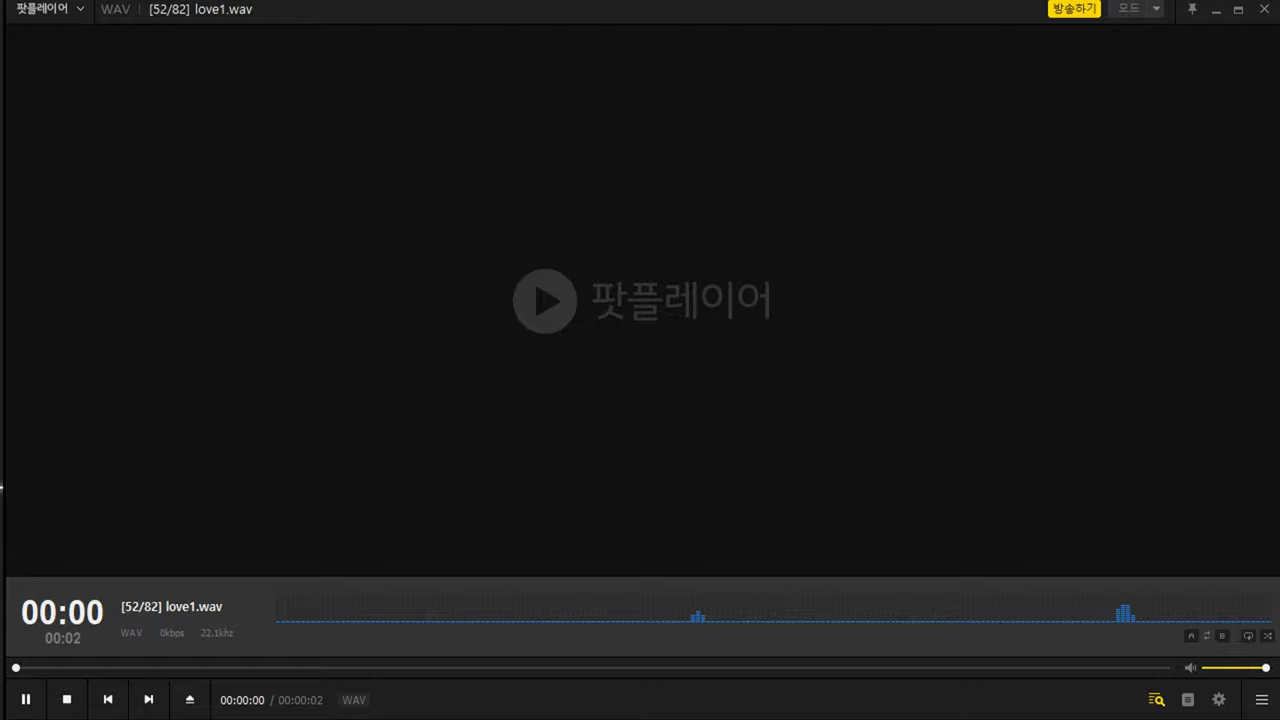 팟플레이어 WAV [52/82] love1.wav 방송하기 모드
팟플레이어
00:00 [52/82] love1.wav
00:02 WAV 0kbps 22.1khz
A B
00:00:00 / 00:00:02 WAV